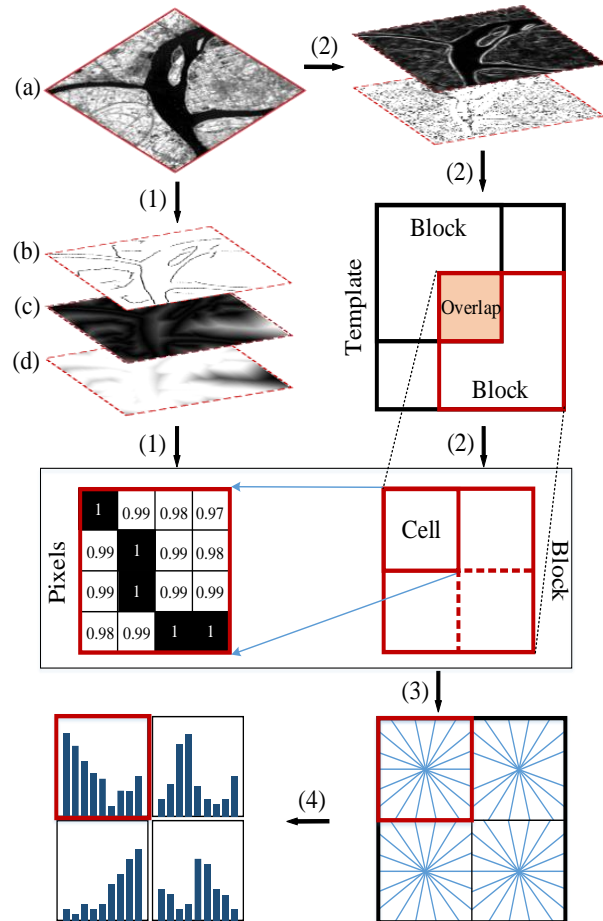 (2)
(a)
(1)
(2)
(b)
(c)
(d)
Template
Block
Overlap
Block
(1)
(2)
Pixels
1 0.99 0.98 0.97
0.99 1 0.99 0.98
0.99 1 0.99 0.99
0.98 0.99 1 1
Cell
Block
(3)
(4)